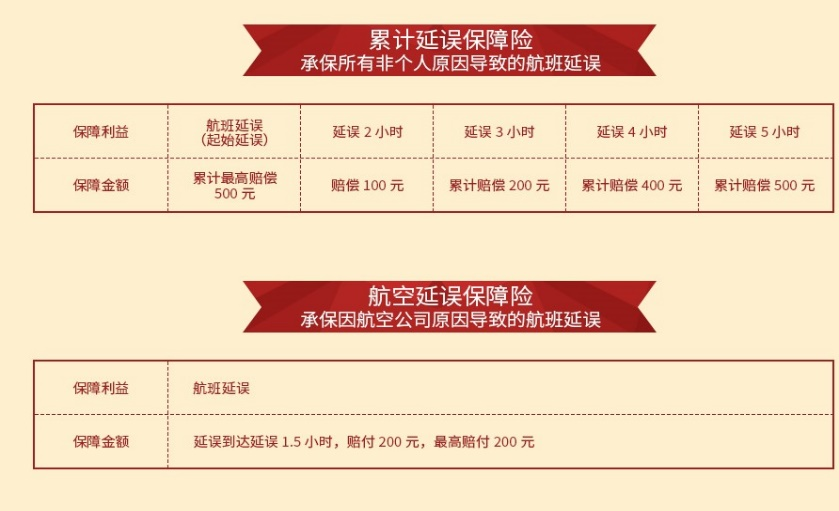 累计延误保障险
承保所有非个人原因导致的航班延误
保障利益
航班延误
（起始延误）
延误 2 小时
延误 3 小时
延误 4 小时
延误 5 小时
保障金额
累计最高赔偿
500 元
赔偿 100 元
累计赔偿 200 元
累计赔偿 400 元
累计赔偿 500 元
航空延误保障险
承保因航空公司原因导致的航班延误
保障利益
航班延误
保障金额
延误到达延误 1.5 小时，赔付 200 元，最高赔付 200 元